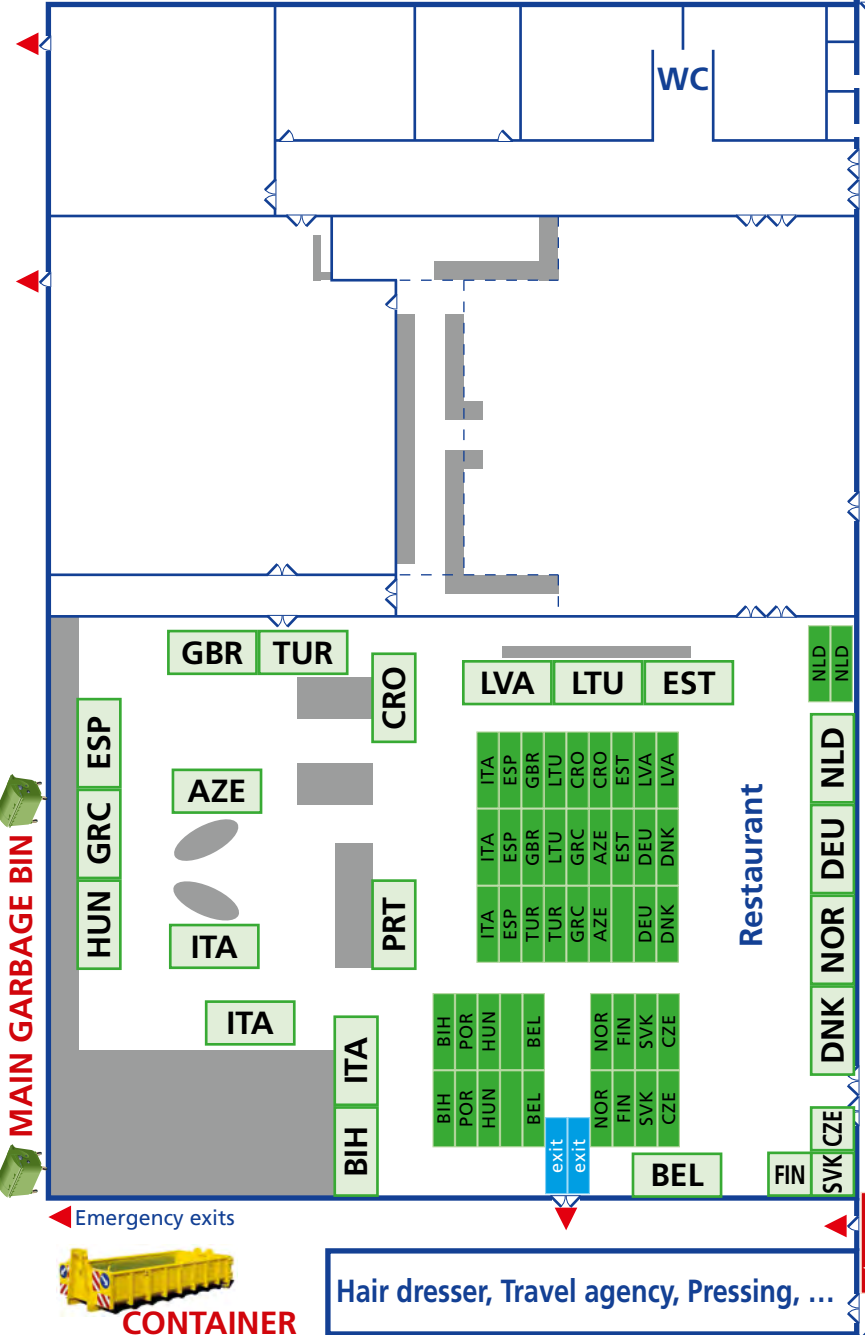 WC
GBR TUR
CRO
LVA LTU EST
NLD NLD
ESP
GRC
HUN
AZE
ITA
PRT
ITA
ITA
BIH
ITA ESP GBR LTU CRO CRO EST LVA LVA
ITA ESP GBR LTU GRC AZE EST DEU DNK
ITA ESP TUR TUR GRC AZE DEU DNK
Restaurant
NLD
DEU
NOR
DNK
CZE
SVK
FIN
BEL
BIH POR HUN BEL NOR FIN SVK CZE
BIH POR HUN BEL NOR FIN SVK CZE
exit exit
MAIN GARBAGE BIN
Emergency exits
CONTAINER
Hair dresser, Travel agency, Pressing, ...